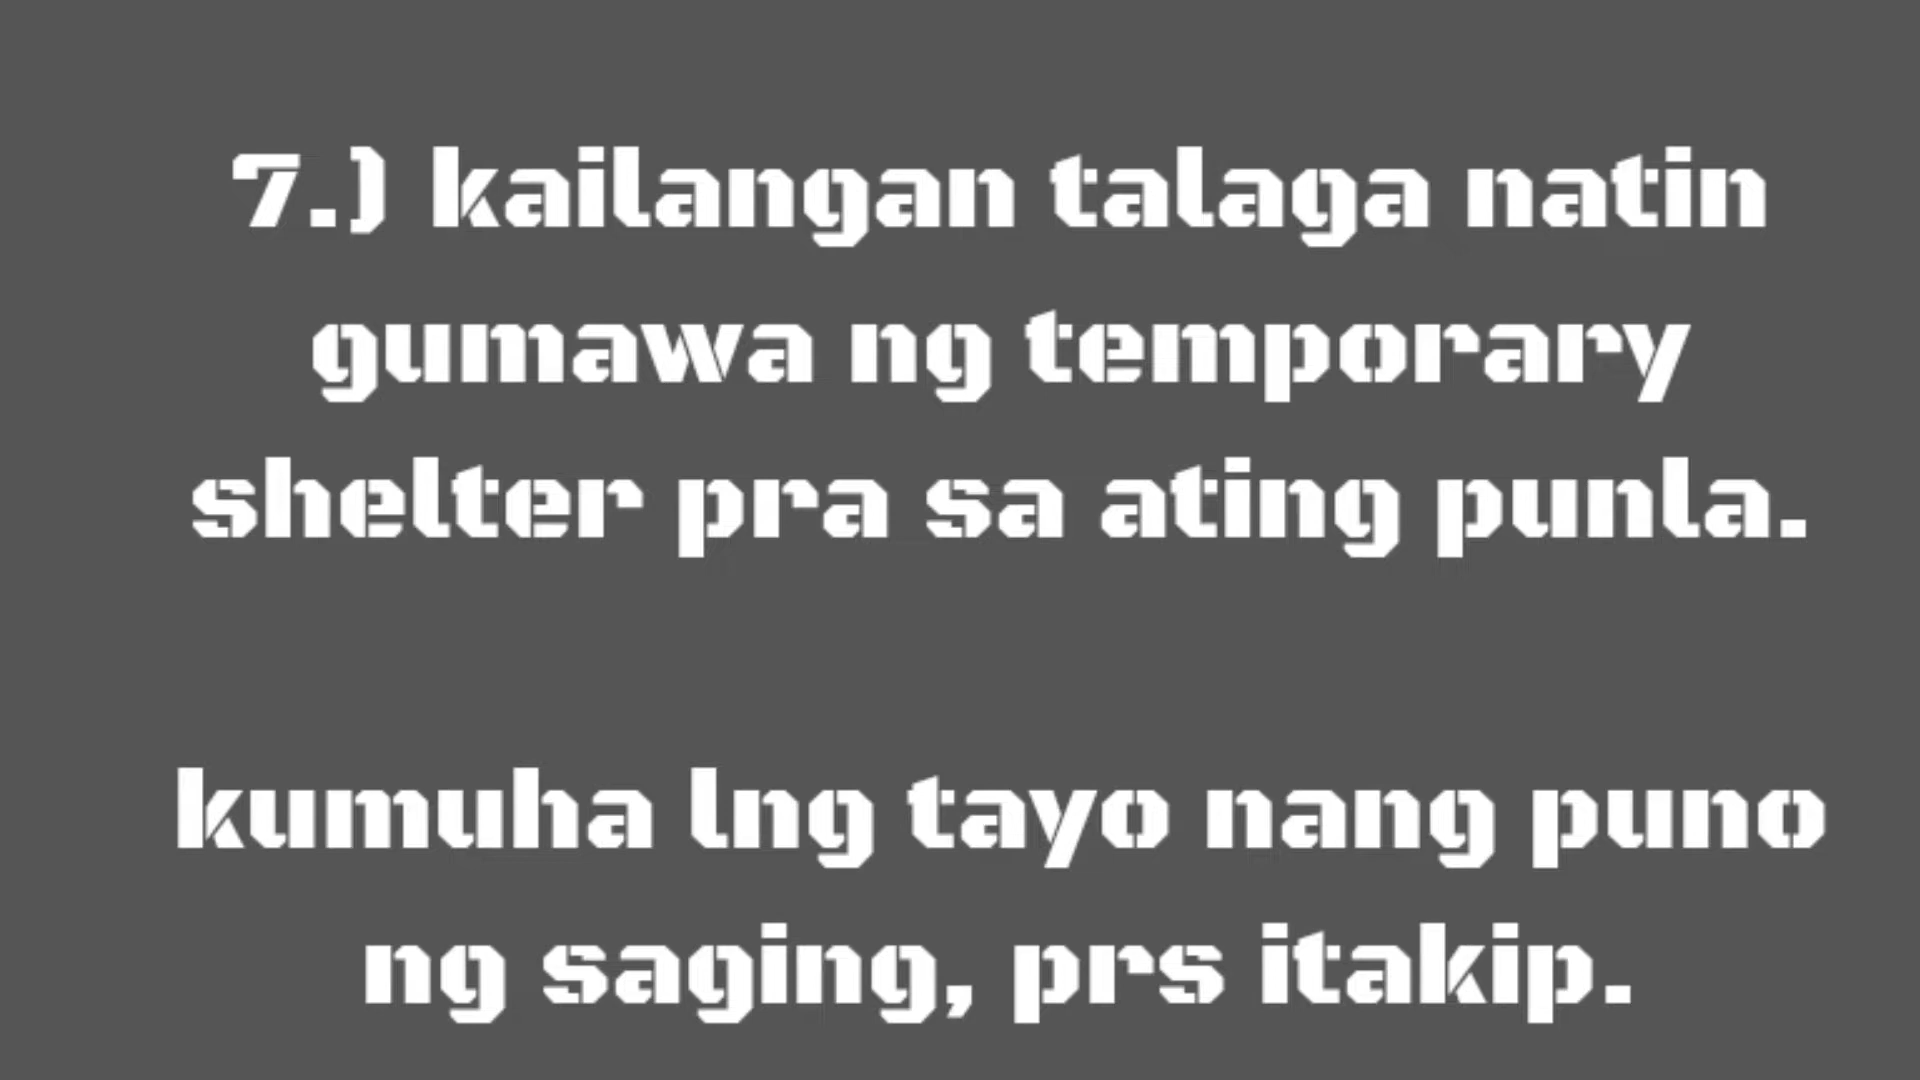 7.) kailangan talaga natin
gumawa ng temporary
shelter pra sa ating punla.
kumuha lng tayo nang puno
ng saging, prs itakip.